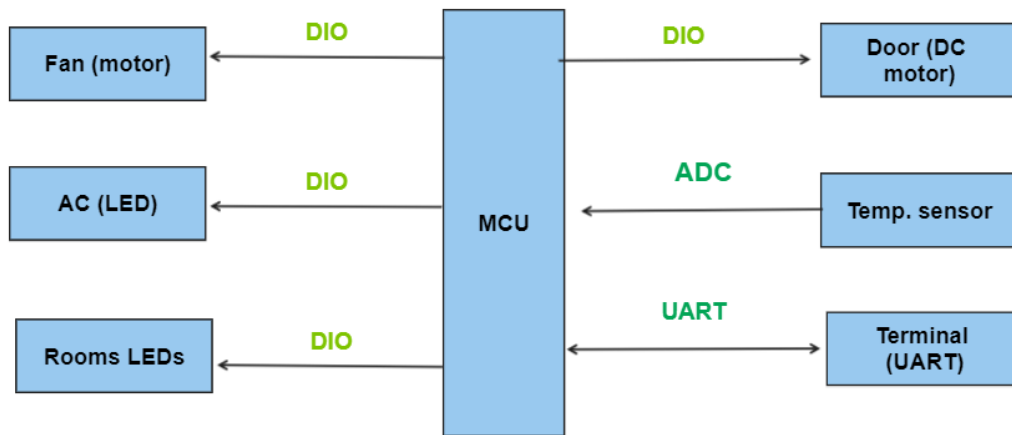 DIO
DIO
Fan (motor)
Door (DC
motor)
ADC
DIO
AC (LED)
MCU
Temp. sensor
UART
DIO
Rooms LEDs
Terminal
(UART)